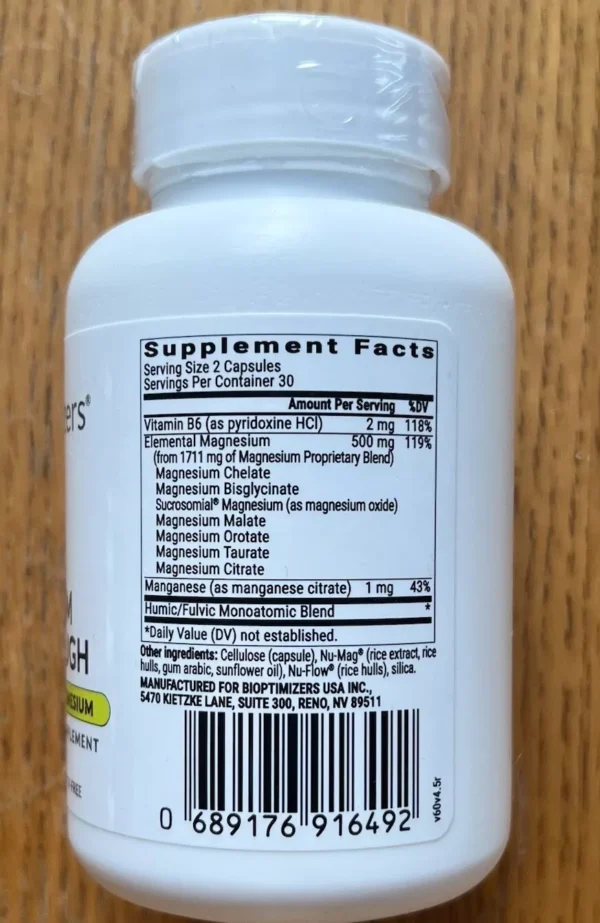 ers®
M
UGH
NESIUM
LEMENT
FREE
Supplement Facts
Serving Size 2 Capsules
Servings Per Container 30
Amount Per Serving %DV
Vitamin B6 (as pyridoxine HCl) 2 mg 118%
Elemental Magnesium 500 mg 119%
(from 1711 mg of Magnesium Proprietary Blend)
Magnesium Chelate
Magnesium Bisglycinate
Sucrosomial® Magnesium (as magnesium oxide)
Magnesium Malate
Magnesium Orotate
Magnesium Taurate
Magnesium Citrate
Manganese (as manganese citrate) 1 mg 43%
Humic/Fulvic Monoatomic Blend *
*Daily Value (DV) not established.
Other ingredients: Cellulose (capsule), Nu-Mag® (rice extract, rice
hulls, gum arabic, sunflower oil), Nu-Flow® (rice hulls), silica.
MANUFACTURED FOR BIOPTIMIZERS USA INC.,
5470 KIETZKE LANE, SUITE 300, RENO, NV 89511
0 689176 916492
v60v4.5r